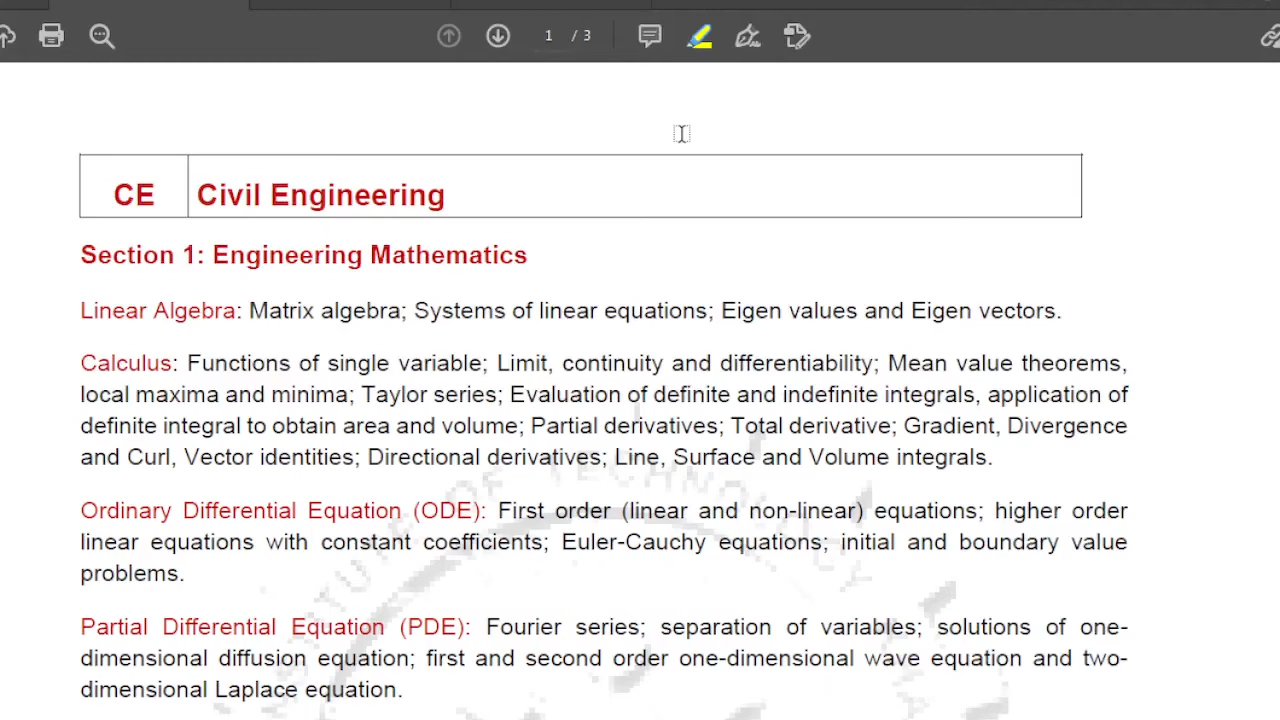 1 / 3
CE Civil Engineering
Section 1: Engineering Mathematics
Linear Algebra: Matrix algebra; Systems of linear equations; Eigen values and Eigen vectors.
Calculus: Functions of single variable; Limit, continuity and differentiability; Mean value theorems,
local maxima and minima; Taylor series; Evaluation of definite and indefinite integrals, application of
definite integral to obtain area and volume; Partial derivatives; Total derivative; Gradient, Divergence
and Curl, Vector identities; Directional derivatives; Line, Surface and Volume integrals.
Ordinary Differential Equation (ODE): First order (linear and non-linear) equations; higher order
linear equations with constant coefficients; Euler-Cauchy equations; initial and boundary value
problems.
Partial Differential Equation (PDE): Fourier series; separation of variables; solutions of one-
dimensional diffusion equation; first and second order one-dimensional wave equation and two-
dimensional Laplace equation.
OF TECHNOLOGY